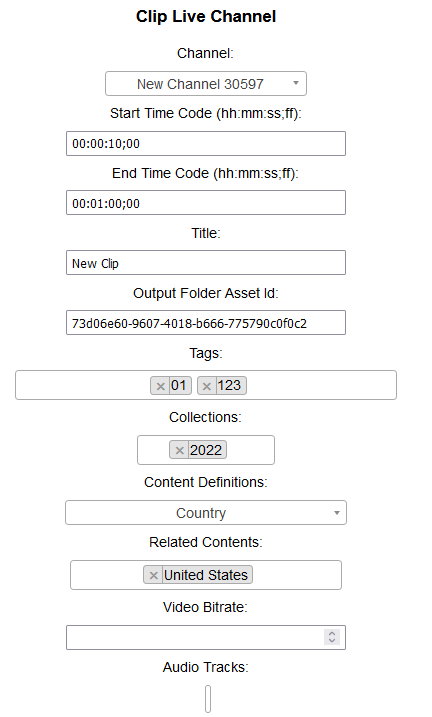 Clip Live Channel
Channel:
New Channel 30597
Start Time Code (hh:mm:ss;ff):
00:00:10;00
End Time Code (hh:mm:ss;ff):
00:01:00;00
Title:
New Clip
Output Folder Asset Id:
73d06e60-9607-4018-b666-775790c0f0c2
Tags:
× 01 × 123
Collections:
× 2022
Content Definitions:
Country
Related Contents:
× United States
Video Bitrate:
Audio Tracks: